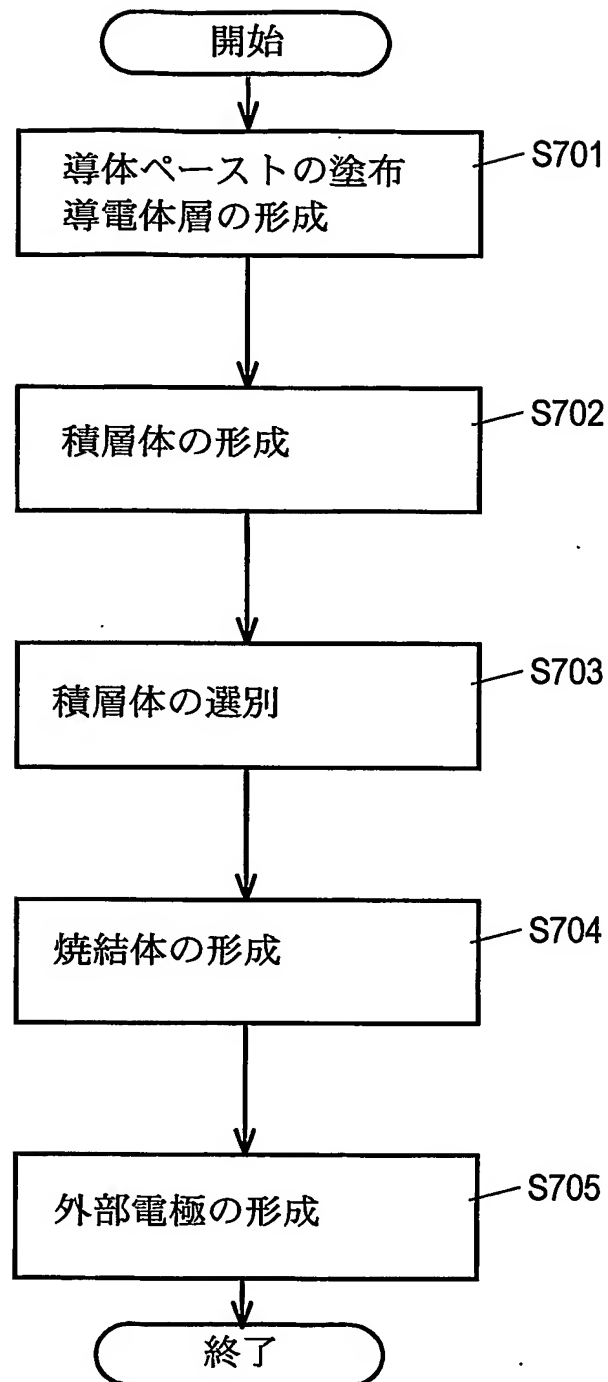 開始
導体ペーストの塗布
導電体層の形成
S701
積層体の形成
S702
積層体の選別
S703
焼結体の形成
S704
外部電極の形成
S705
終了